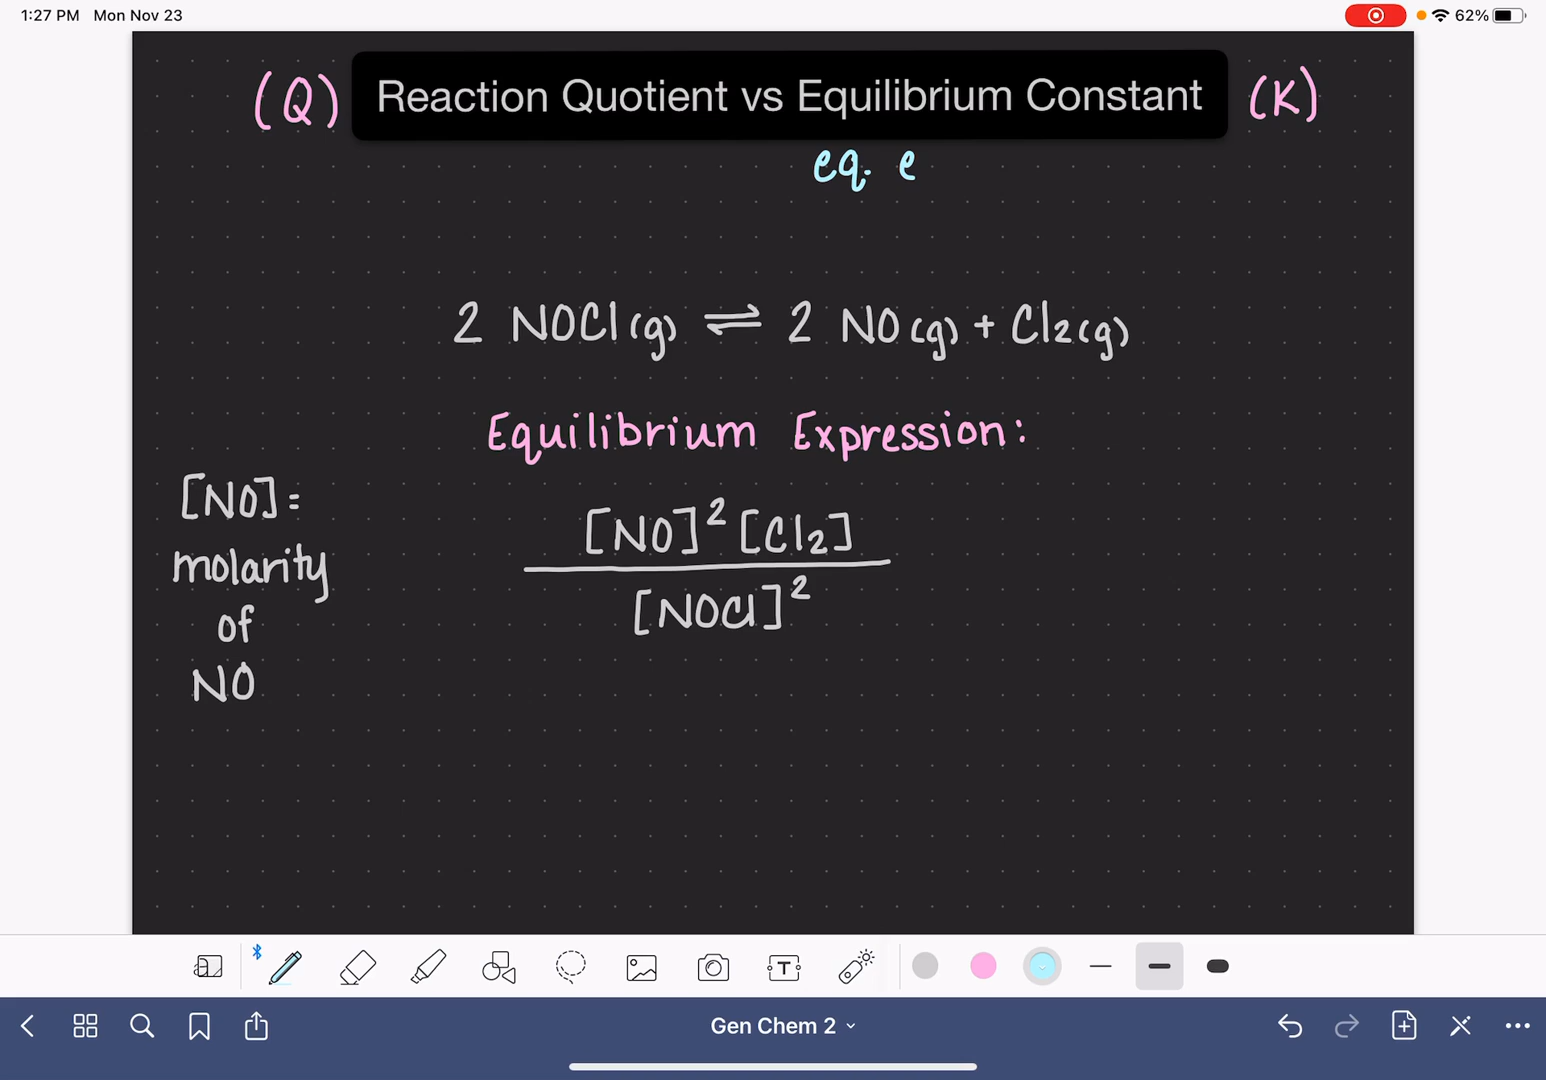 1:27 PM Mon Nov 23
62%
(Q) Reaction Quotient vs Equilibrium Constant (K)
eq. e
2 NOCl(g) ⇌ 2 NO(g) + Cl₂(g)
Equilibrium Expression:
[NO] =
molarity
of
NO
[NO]² [Cl₂]
[NOCl]²
Gen Chem 2